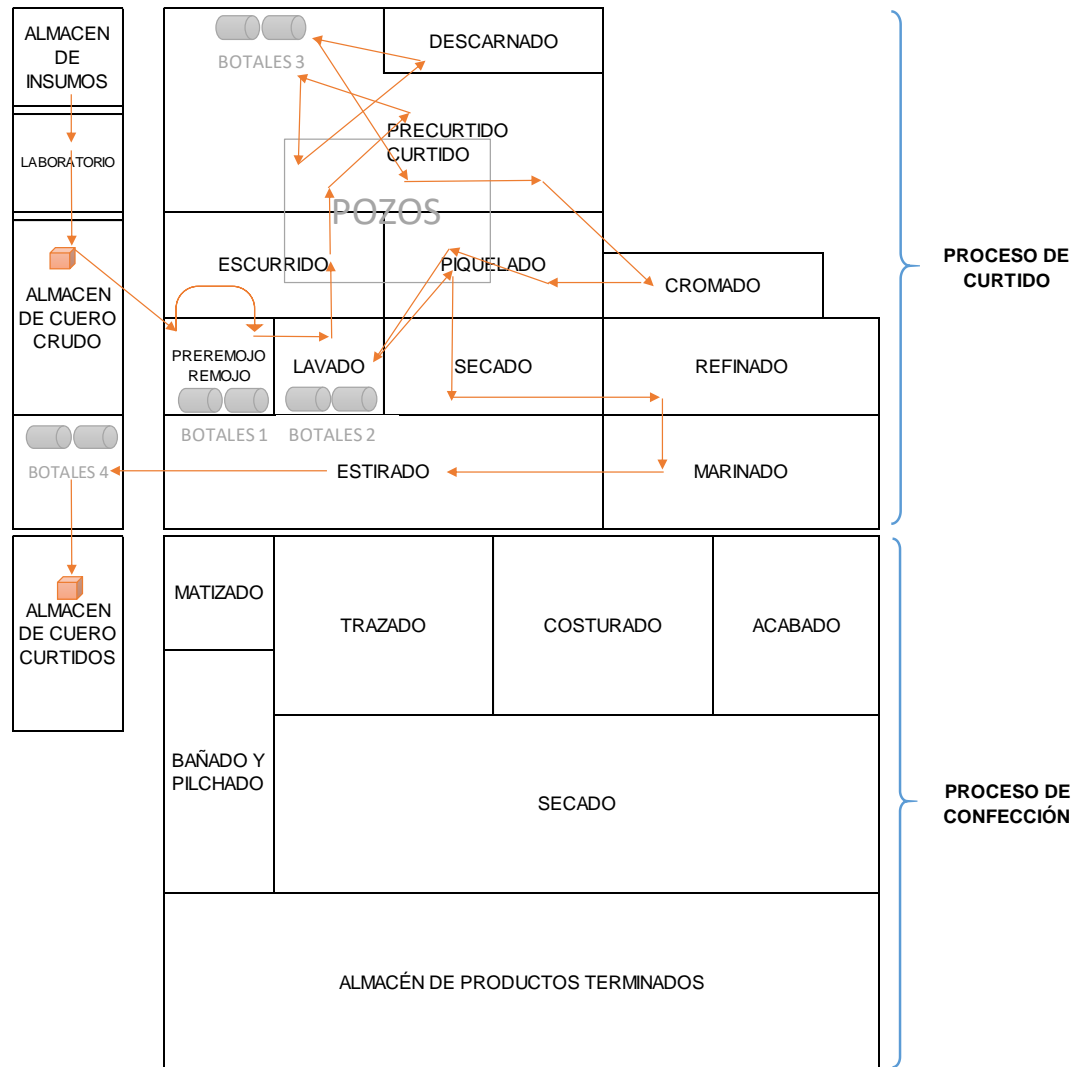 ALMACEN
DE
INSUMOS
LABORATORIO
ALMACEN
DE CUERO
CRUDO
BOTALES 4
ALMACEN
DE CUERO
CURTIDOS
BOTALES 3
DESCARNADO
PRECURTIDO
CURTIDO
POZOS
ESCURRIDO
PIQUELADO
CROMADO
PREREMOJO
REMOJO
LAVADO
SECADO
REFINADO
BOTALES 1
BOTALES 2
ESTIRADO
MARINADO
PROCESO DE
CURTIDO
MATIZADO
TRAZADO
COSTURADO
ACABADO
BAÑADO Y
PILCHADO
SECADO
ALMACÉN DE PRODUCTOS TERMINADOS
PROCESO DE
CONFECCIÓN